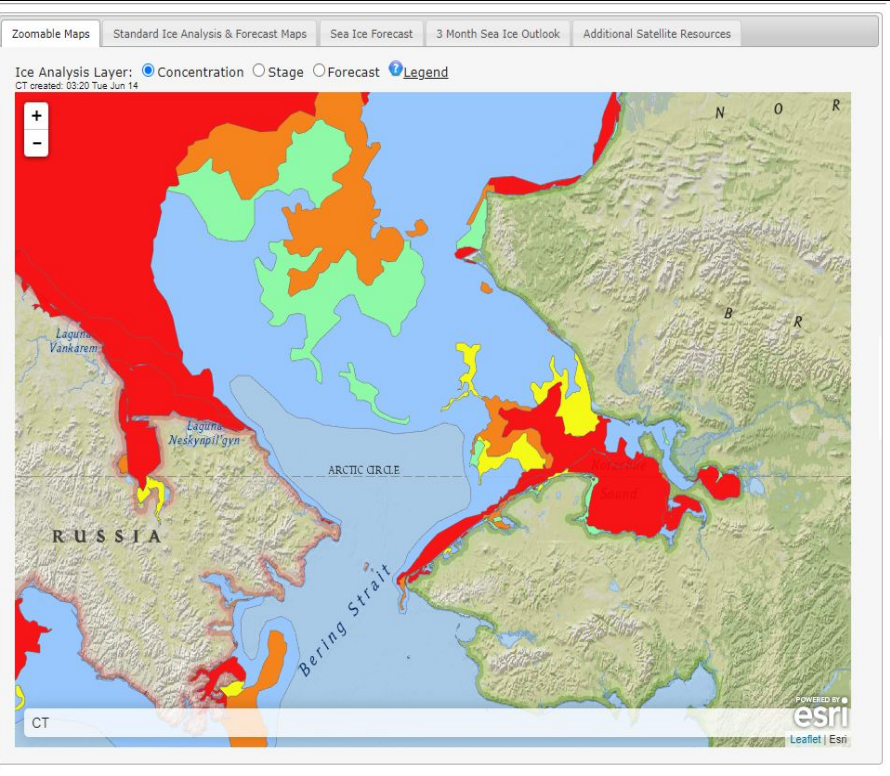 Zoomable Maps Standard Ice Analysis & Forecast Maps Sea Ice Forecast 3 Month Sea Ice Outlook Additional Satellite Resources
Ice Analysis Layer: Concentration Stage Forecast ? Legend
CT created: 03:20 Tue Jun 14
+
−
N O R
B R
Laguna
Vankarem
Laguna
Neskynpil'gyn
ARCTIC CIRCLE
Kotzebue
Sound
RUSSIA
Bering Strait
CT
POWERED BY
esri
Leaflet | Esri